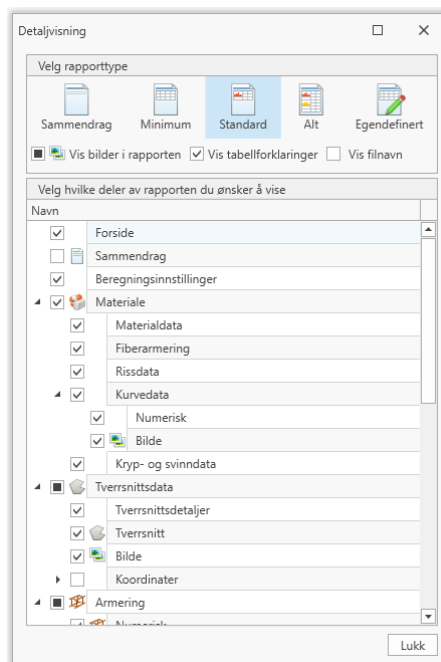 Detaljvisning
Velg rapporttype
Sammendrag Minimum Standard Alt Egendefinert
Vis bilder i rapporten Vis tabellforklaringer Vis filnavn
Velg hvilke deler av rapporten du ønsker å vise
Navn
Forside
Sammendrag
Beregningsinnstillinger
Materiale
Materialdata
Fiberarmering
Rissdata
Kurvedata
Numerisk
Bilde
Kryp- og svinndata
Tverrsnittsdata
Tverrsnittsdetaljer
Tverrsnitt
Bilde
Koordinater
Armering
Numerisk
Lukk